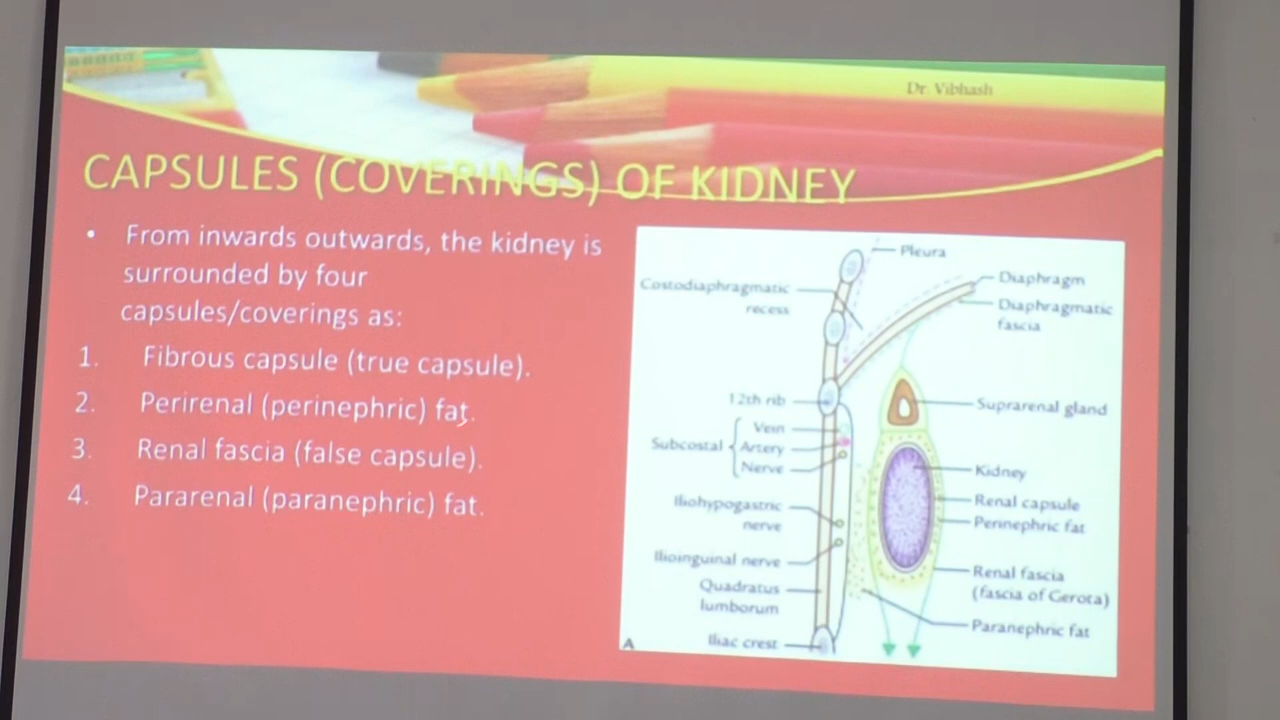 Dr. Vibhash
CAPSULES (COVERINGS) OF KIDNEY
• From inwards outwards, the kidney is
surrounded by four
capsules/coverings as:
1. Fibrous capsule (true capsule).
2. Perirenal (perinephric) fat.
3. Renal fascia (false capsule).
4. Pararenal (paranephric) fat.
Pleura
Costodiaphragmatic
recess
Diaphragm
Diaphragmatic
fascia
12th rib
Suprarenal gland
Vein
Subcostal
Artery
Nerve
Kidney
Renal capsule
Perinephric fat
Iliohypogastric
nerve
Ilioinguinal nerve
Renal fascia
(fascia of Gerota)
Quadratus
lumborum
Paranephric fat
Iliac crest
A